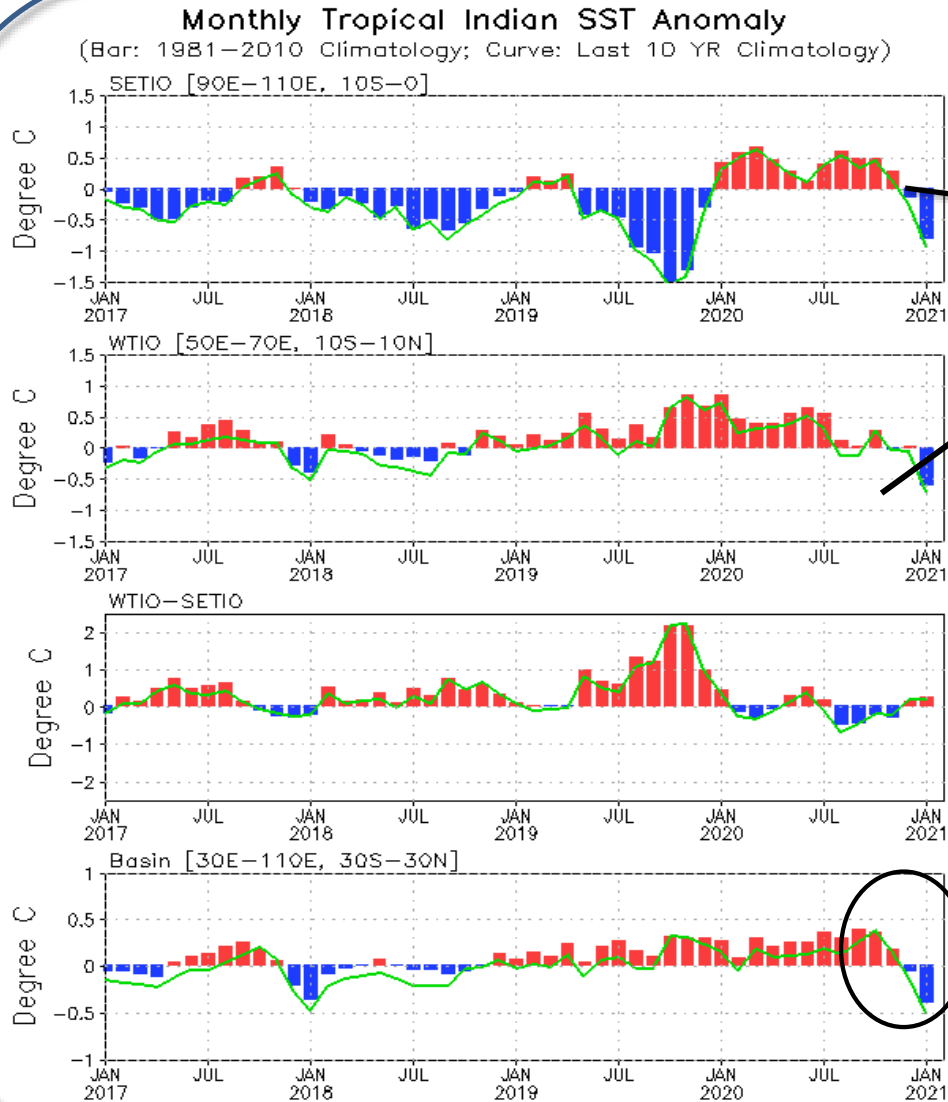 Monthly Tropical Indian SST Anomaly
(Bar: 1981−2010 Climatology; Curve: Last 10 YR Climatology)
SETIO [90E−110E, 10S−0]
Degree C
1.5
1
0.5
0
−0.5
−1
−1.5
JAN JUL JAN JUL JAN JUL JAN JUL JAN
2017 2018 2019 2020 2021
WTIO [50E−70E, 10S−10N]
Degree C
1.5
1
0.5
0
−0.5
−1
−1.5
JAN JUL JAN JUL JAN JUL JAN JUL JAN
2017 2018 2019 2020 2021
WTIO−SETIO
Degree C
2
1
0
−1
−2
JAN JUL JAN JUL JAN JUL JAN JUL JAN
2017 2018 2019 2020 2021
Basin [30E−110E, 30S−30N]
Degree C
1
0.5
0
−0.5
−1
JAN JUL JAN JUL JAN JUL JAN JUL JAN
2017 2018 2019 2020 2021